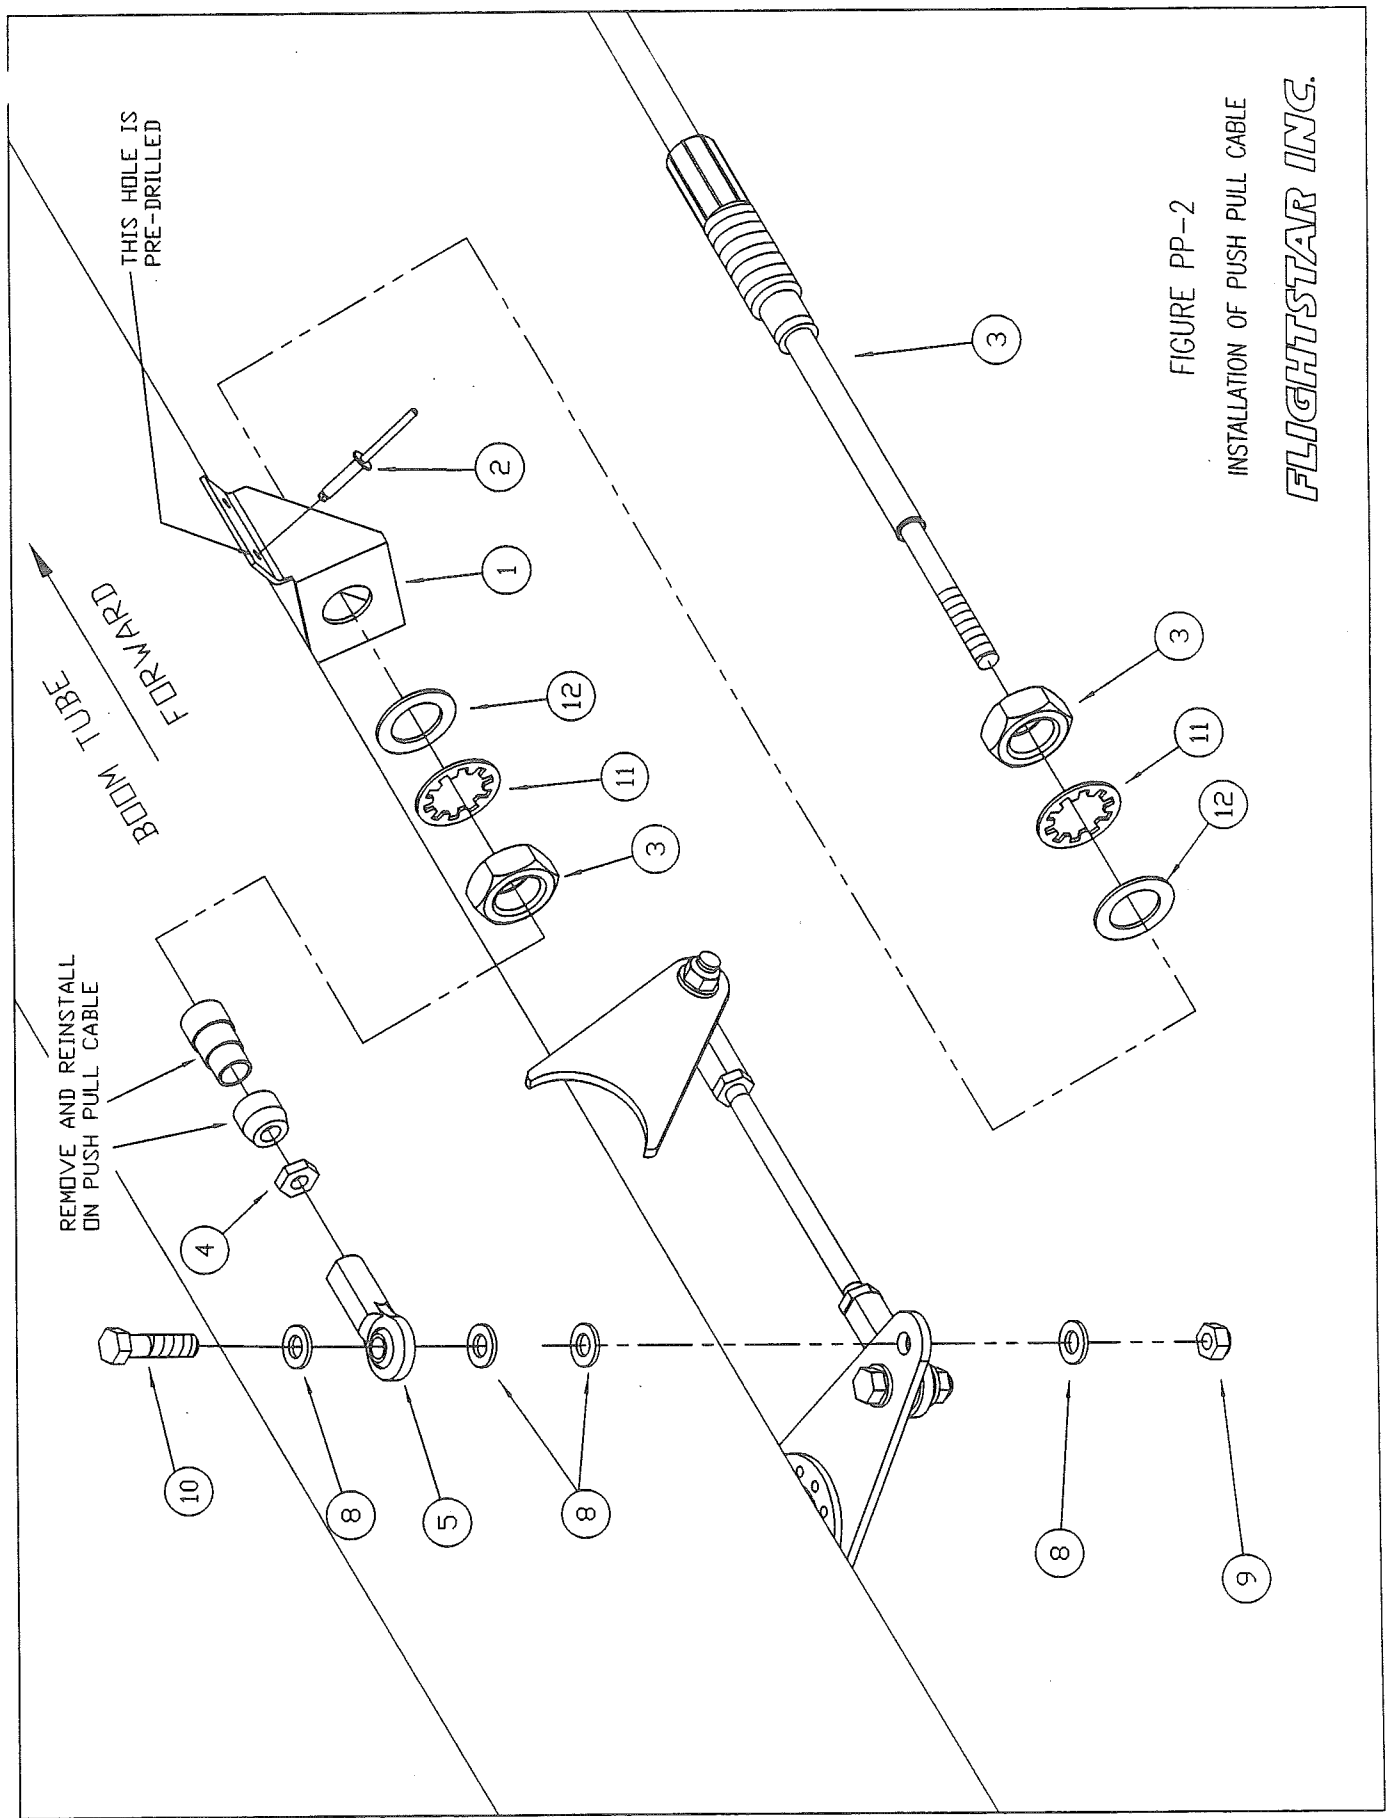 REMOVE AND REINSTALL
ON PUSH PULL CABLE
BOOM TUBE
FORWARD
THIS HOLE IS
PRE-DRILLED
10
8
5
4
8
3
11
12
1
2
8
9
12
11
3
3
FIGURE PP-2
INSTALLATION OF PUSH PULL CABLE
FLIGHTSTAR INC.